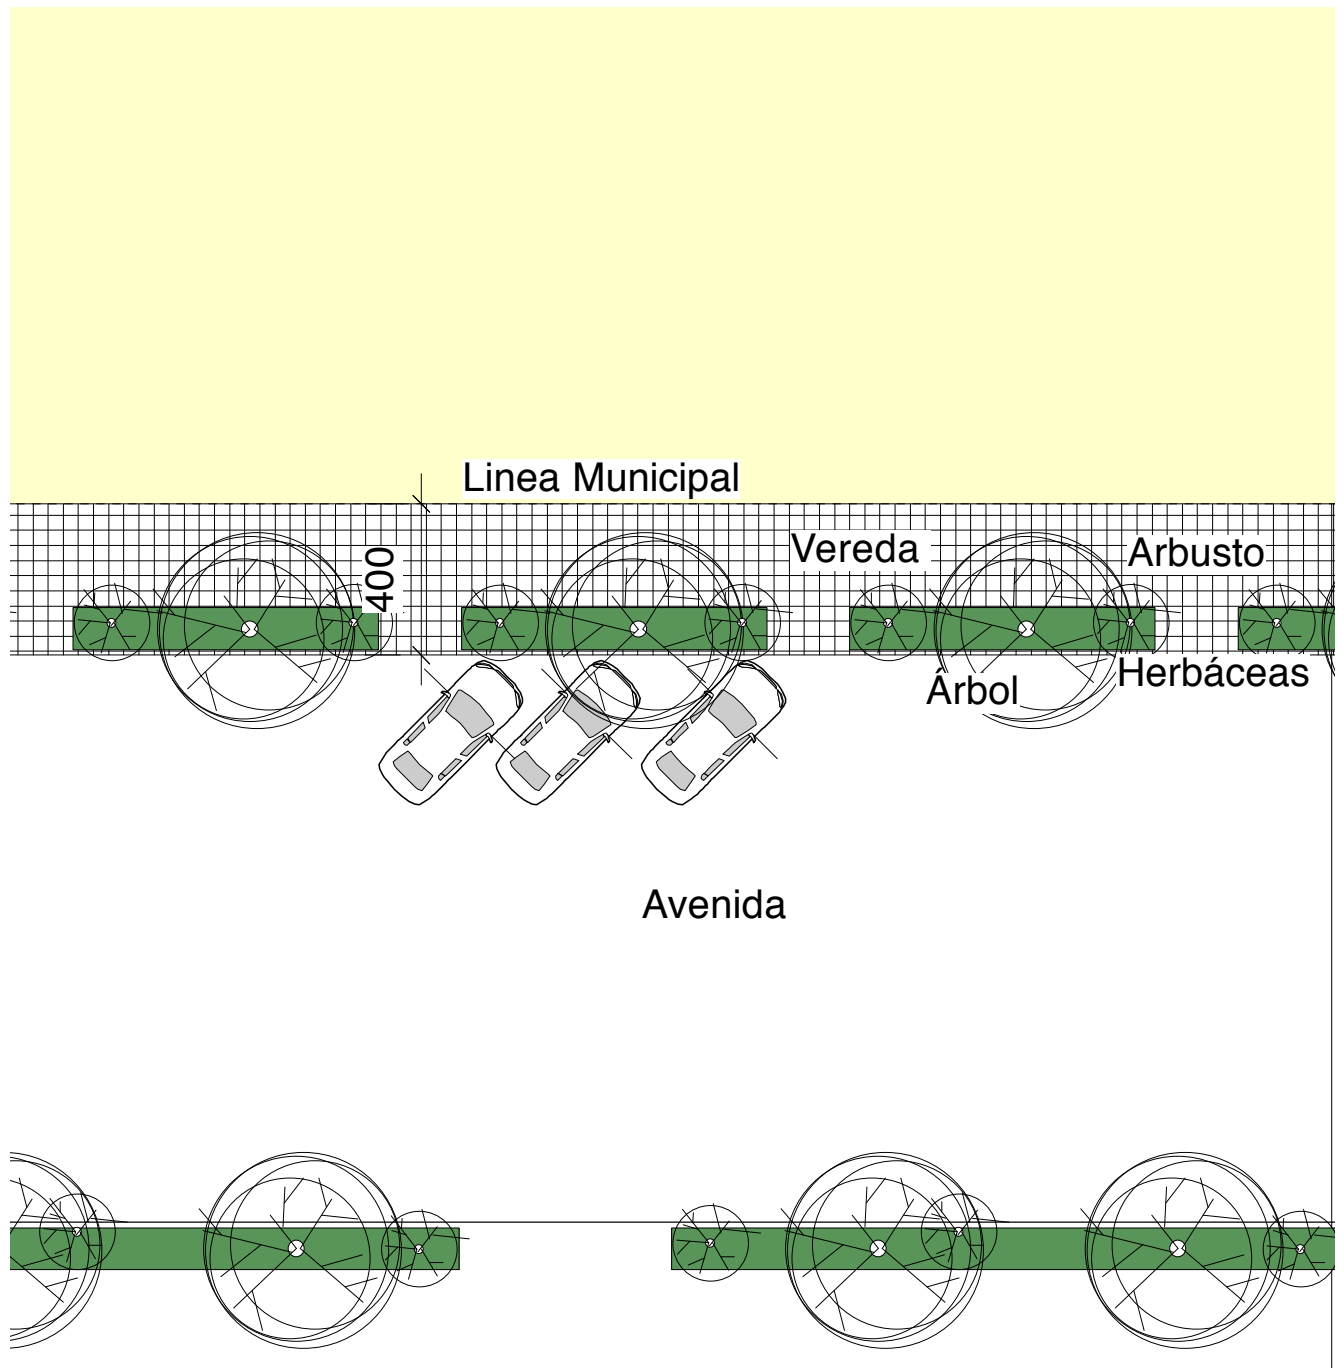 Linea Municipal
Vereda
Arbusto
400
Herbáceas
Árbol
Avenida